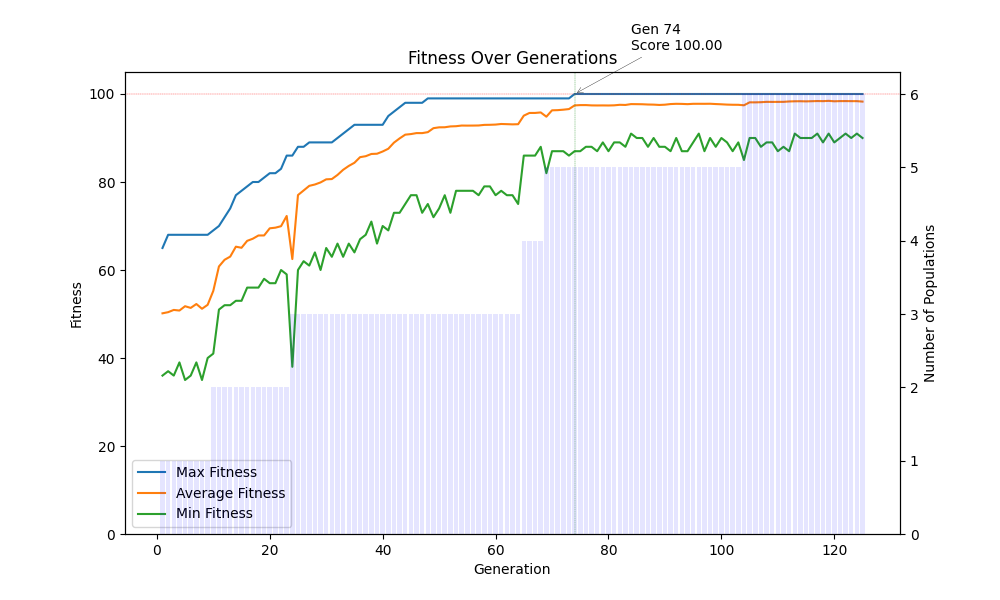 Gen 74
Score 100.00
Fitness Over Generations
100
80
60
40
20
0
Fitness
6
5
4
3
2
1
0
Number of Populations
Max Fitness
Average Fitness
Min Fitness
0 20 40 60 80 100 120
Generation